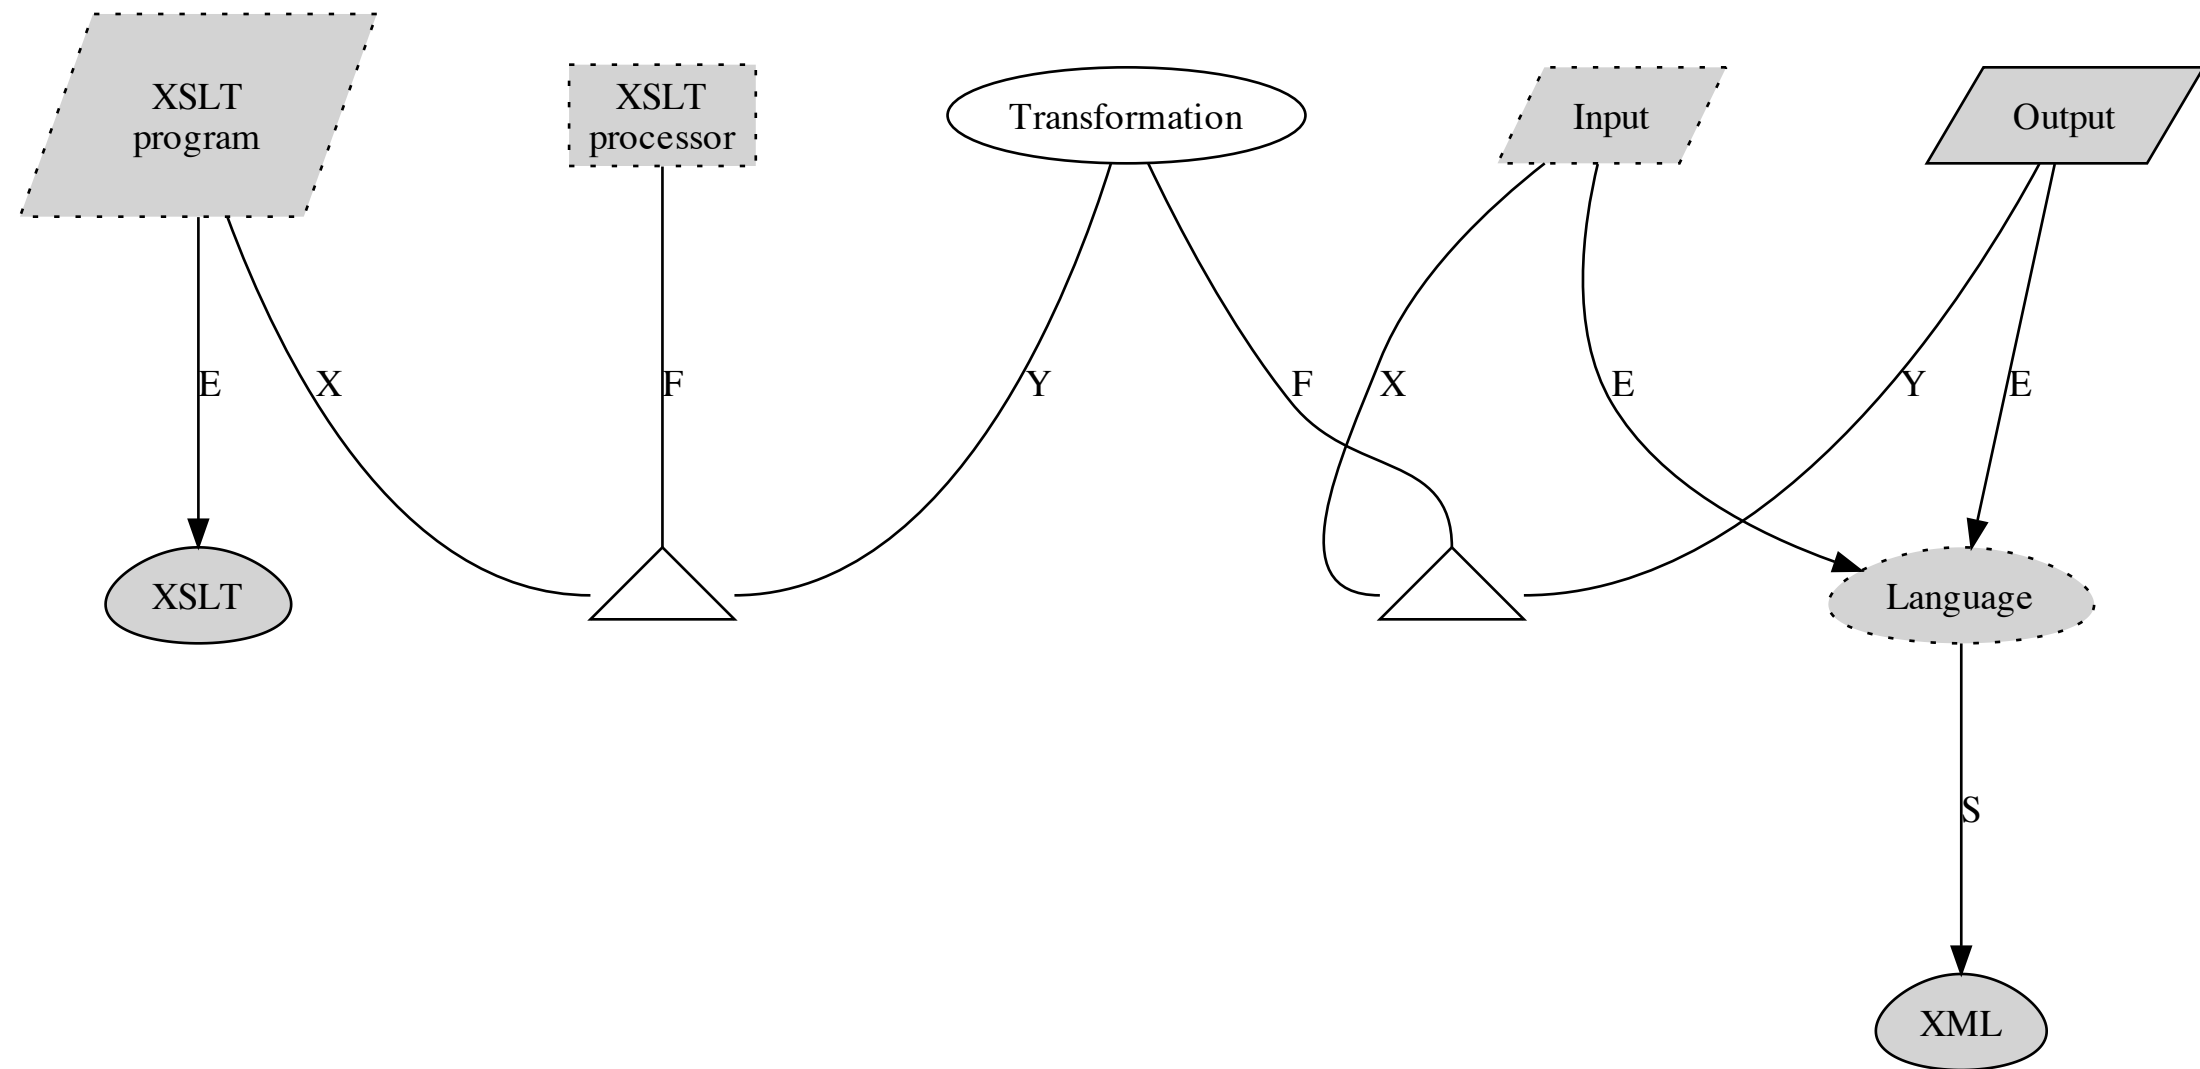 XSLT
program
XSLT
processor
Transformation
Input
Output
E
X
F
Y
F
X
E
Y
E
XSLT
Language
S
XML